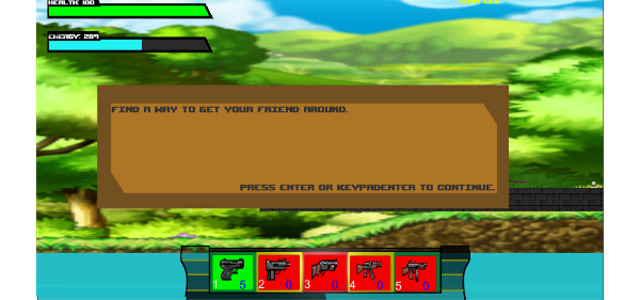 HEALTH: 100
ENERGY: 289
FIND A WAY TO GET YOUR FRIEND AROUND.
PRESS ENTER OR KEYPADENTER TO CONTINUE.
1 5 2 0 3 0 4 0 5 0